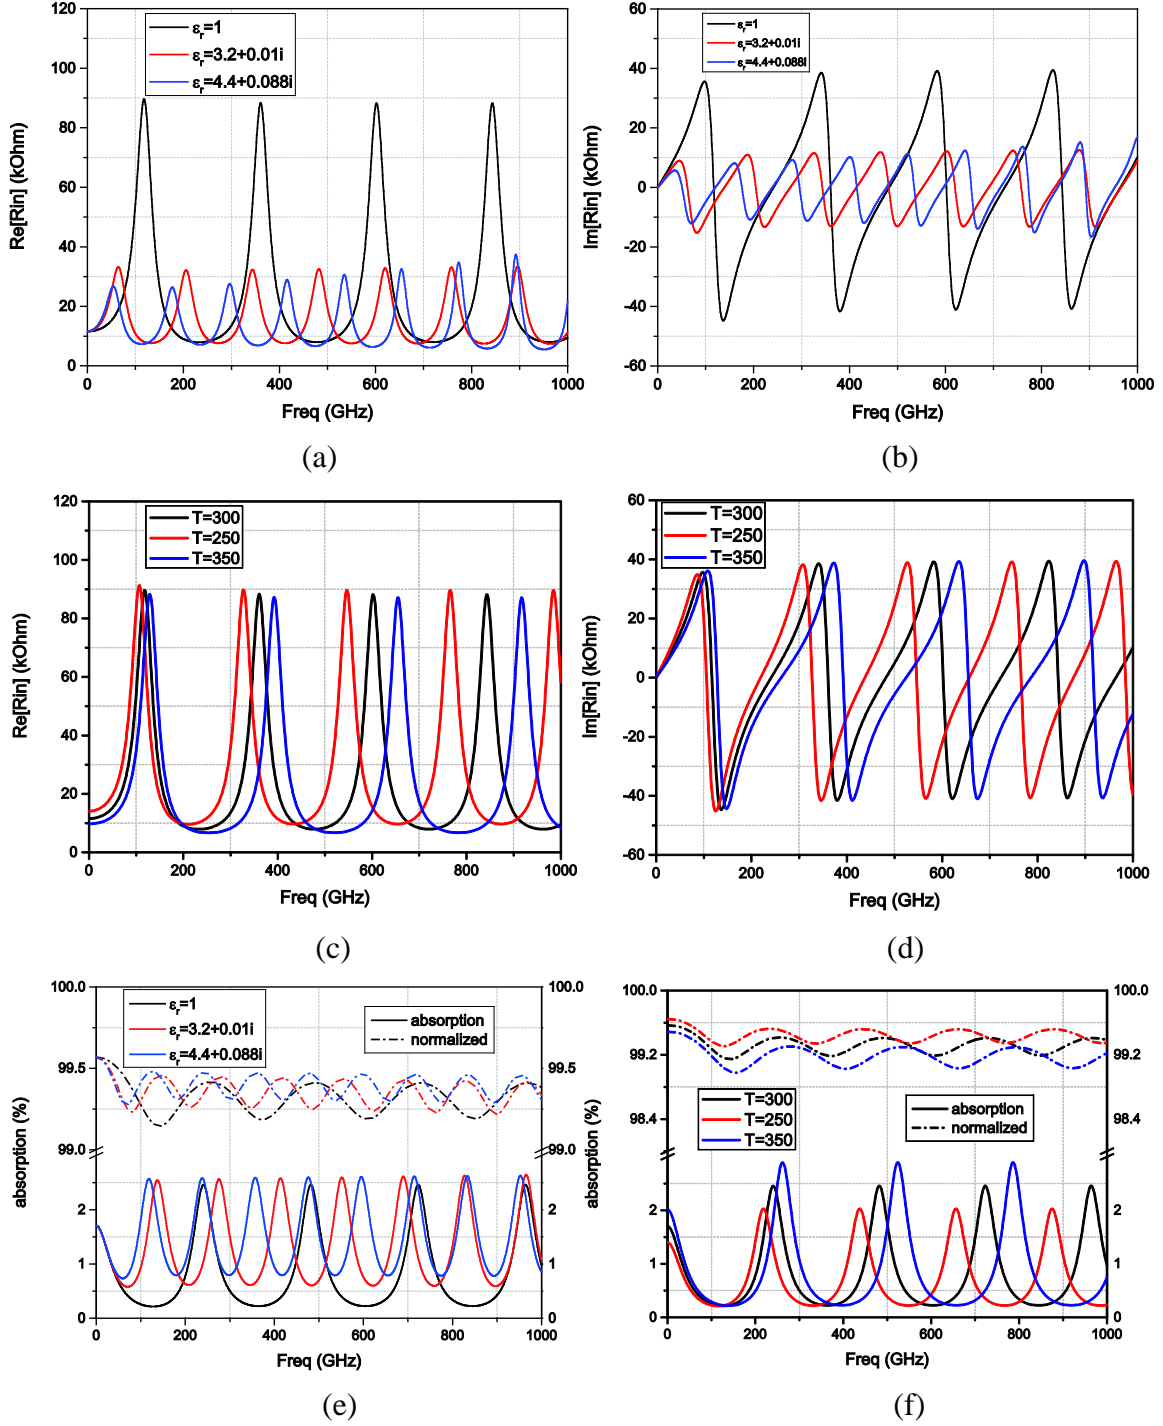 120
100
80
60
40
20
0
Re[Rin] (kOhm)
εr=1
εr=3.2+0.01i
εr=4.4+0.088i
0 200 400 600 800 1000
Freq (GHz)
(a)
60
40
20
0
-20
-40
-60
Im[Rin] (kOhm)
εr=1
εr=3.2+0.01i
εr=4.4+0.088i
0 200 400 600 800 1000
Freq (GHz)
(b)
120
100
80
60
40
20
0
Re[Rin] (kOhm)
T=300
T=250
T=350
0 200 400 600 800 1000
Freq (GHz)
(c)
60
40
20
0
-20
-40
-60
Im[Rin] (kOhm)
T=300
T=250
T=350
0 200 400 600 800 1000
Freq (GHz)
(d)
100.0
99.5
99.0
2
1
0
absorption (%)
εr=1
εr=3.2+0.01i
εr=4.4+0.088i
absorption
normalized
100.0
99.5
99.0
2
1
0
absorption (%)
0 200 400 600 800 1000
Freq (GHz)
(e)
100.0
99.2
98.4
2
1
0
T=300
T=250
T=350
absorption
normalized
100.0
99.2
98.4
2
1
0
0 200 400 600 800 1000
Freq (GHz)
(f)